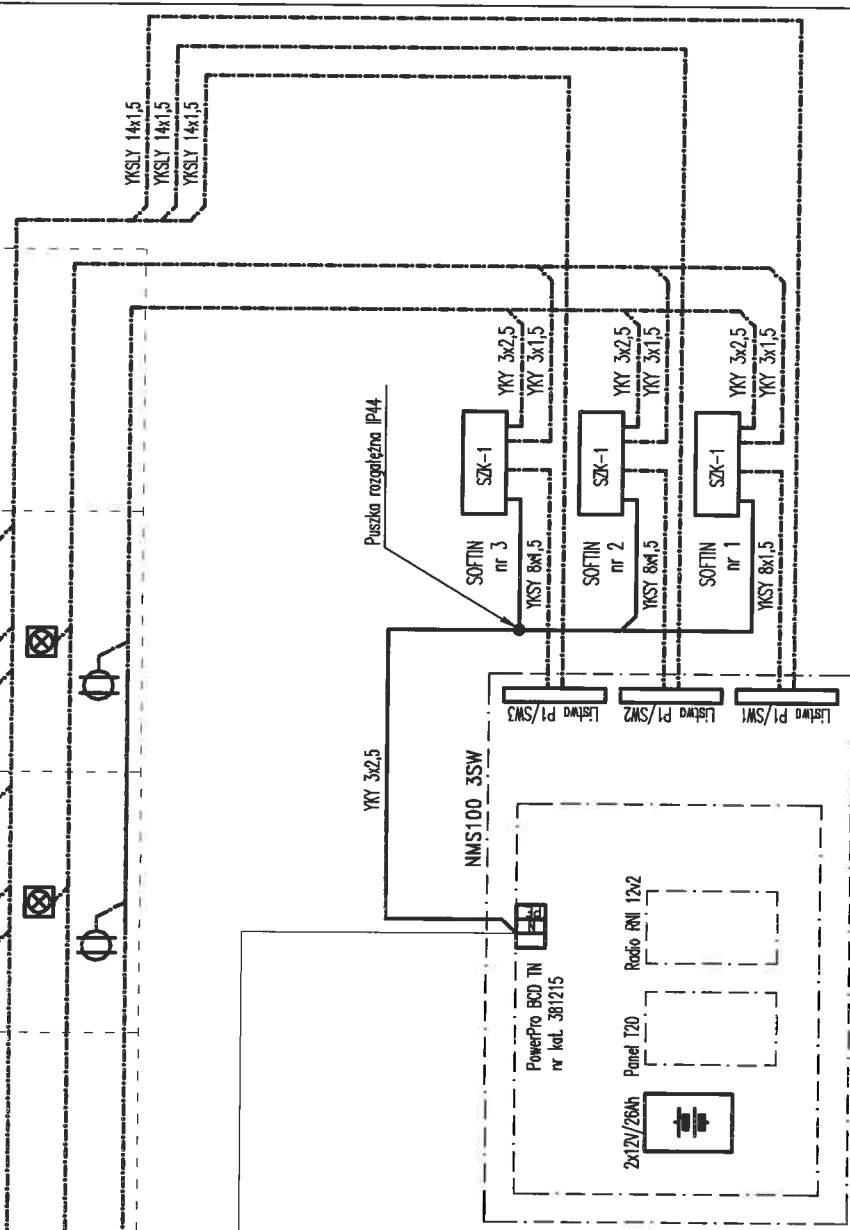 YKSLY 14x1,5
YKSLY 14x1,5
YKSLY 14x1,5
Puszka rozgałęźna IP44
YKY 3x2,5
YKY 3x1,5
YKY 3x2,5
YKY 3x1,5
YKY 3x2,5
YKY 3x1,5
SZK-1
SZK-1
SZK-1
SOFTIN
nr 3
SOFTIN
nr 2
SOFTIN
nr 1
YKSY 8x1,5
YKSY 8x1,5
YKSY 8x1,5
Listwa P1/SW3
Listwa P1/SW2
Listwa P1/SW1
YKY 3x2,5
NMS100 3SW
PowerPro BCD TN
nr kat. 381215
Radio RNI 12v2
Panel T20
2x12V/26Ah